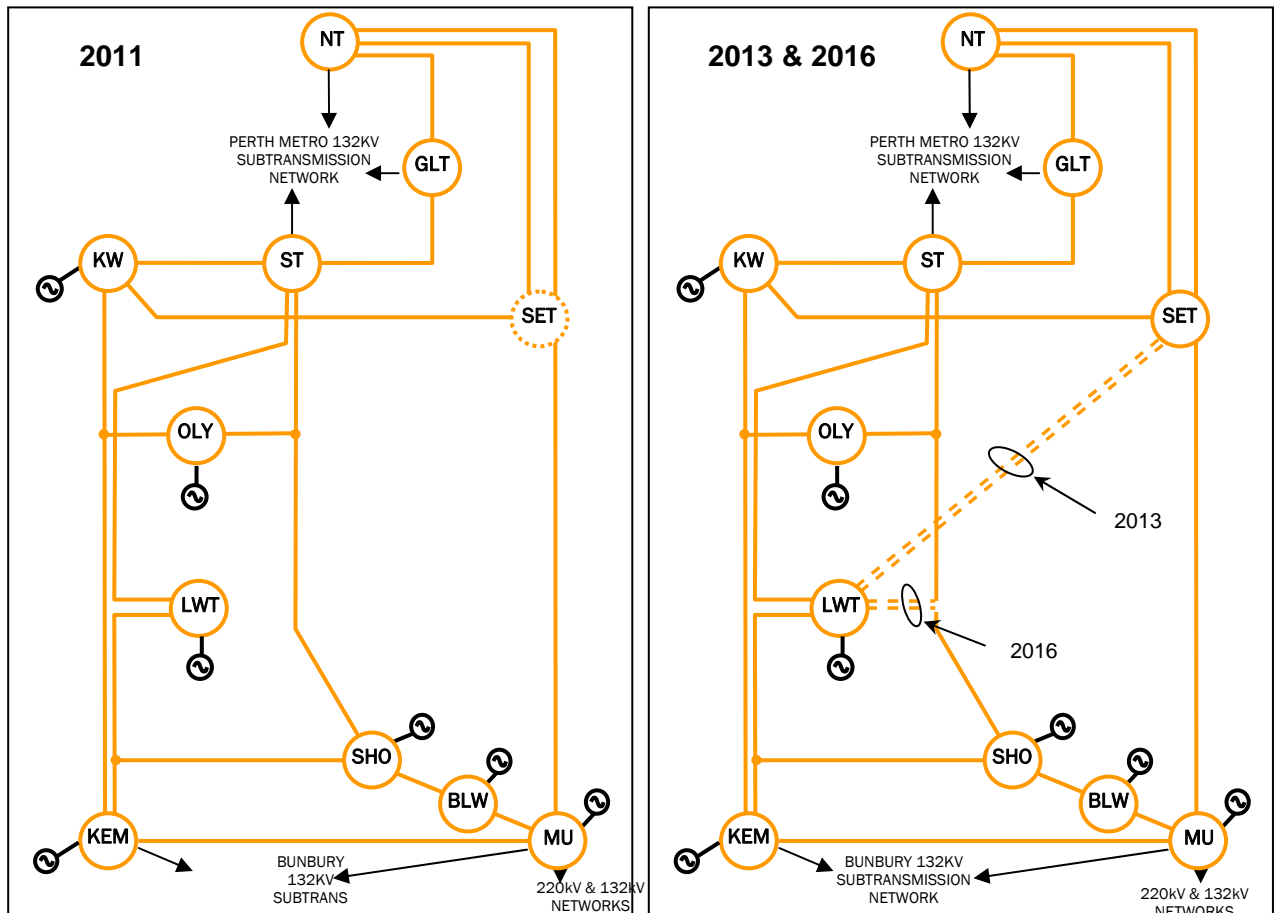 2011
NT
PERTH METRO 132KV
SUBTRANSMISSION
NETWORK
GLT
KW
ST
SET
OLY
LWT
SHO
BLW
KEM
MU
BUNBURY
132KV
SUBTRANS
220kV & 132kV
NETWORKS
2013 & 2016
NT
PERTH METRO 132KV
SUBTRANSMISSION
NETWORK
GLT
KW
ST
SET
OLY
2013
LWT
2016
SHO
BLW
KEM
MU
BUNBURY 132KV
SUBTRANSMISSION
NETWORK
220kV & 132kV
NETWORKS